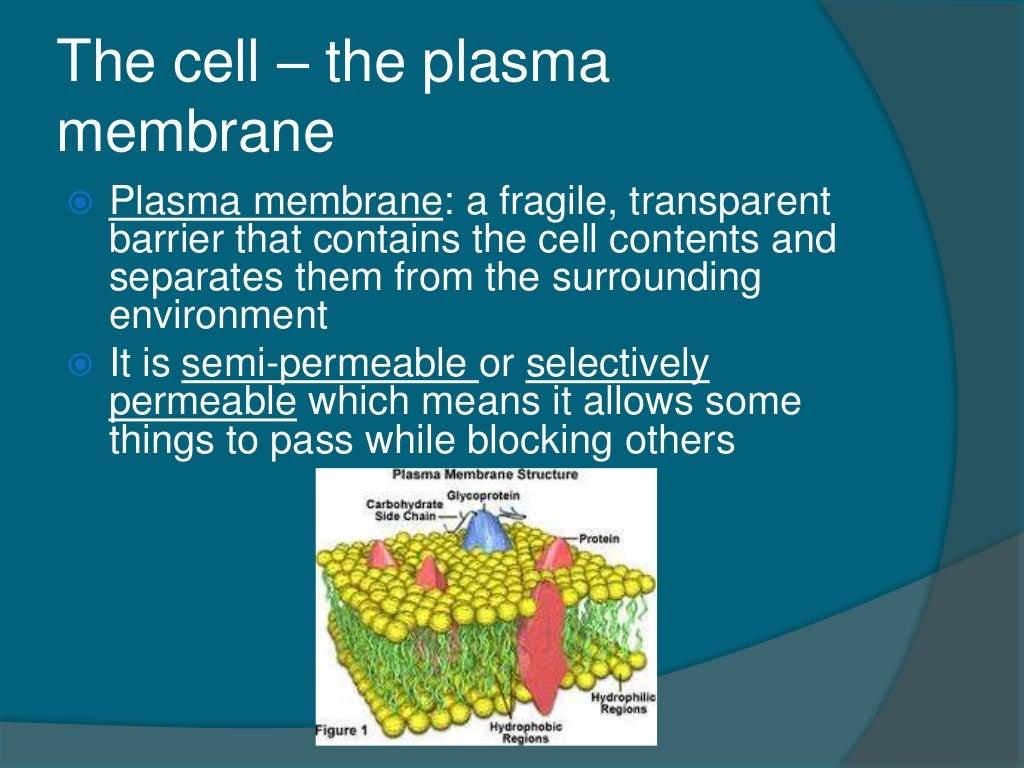 The cell – the plasma
membrane
Plasma membrane: a fragile, transparent
barrier that contains the cell contents and
separates them from the surrounding
environment
It is semi-permeable or selectively
permeable which means it allows some
things to pass while blocking others
Plasma Membrane Structure
Glycoprotein
Carbohydrate
Side Chain
Protein
Hydrophilic
Regions
Hydrophobic
Regions
Figure 1